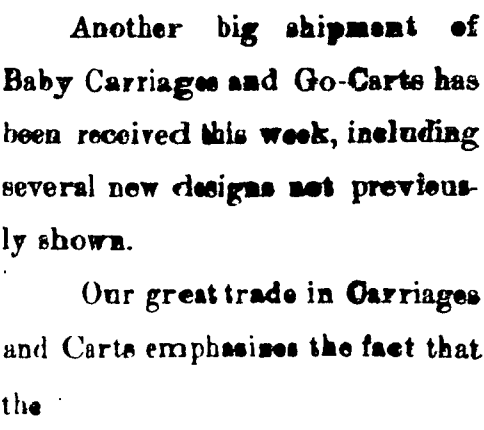 Another big shipment of
Baby Carriages and Go-Carts has
been received this week, including
several new designs not previous-
ly shown.
Our great trade in Carriages
and Carts emphasises the fact that
the